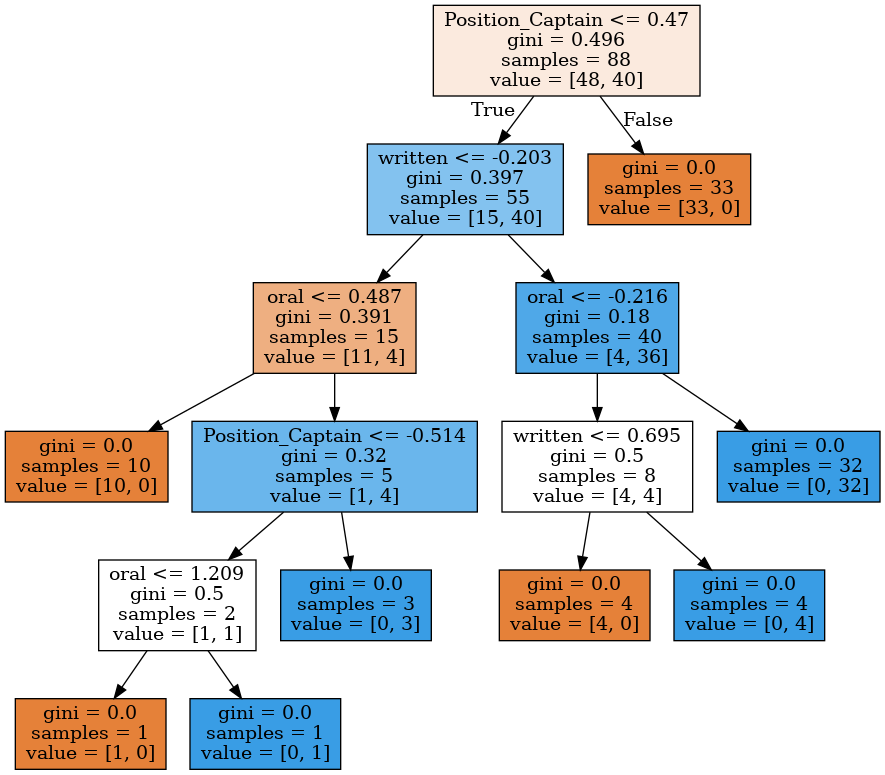 Position_Captain <= 0.47
gini = 0.496
samples = 88
value = [48, 40]
True
False
written <= -0.203
gini = 0.397
samples = 55
value = [15, 40]
gini = 0.0
samples = 33
value = [33, 0]
oral <= 0.487
gini = 0.391
samples = 15
value = [11, 4]
oral <= -0.216
gini = 0.18
samples = 40
value = [4, 36]
gini = 0.0
samples = 10
value = [10, 0]
Position_Captain <= -0.514
gini = 0.32
samples = 5
value = [1, 4]
written <= 0.695
gini = 0.5
samples = 8
value = [4, 4]
gini = 0.0
samples = 32
value = [0, 32]
oral <= 1.209
gini = 0.5
samples = 2
value = [1, 1]
gini = 0.0
samples = 3
value = [0, 3]
gini = 0.0
samples = 4
value = [4, 0]
gini = 0.0
samples = 4
value = [0, 4]
gini = 0.0
samples = 1
value = [1, 0]
gini = 0.0
samples = 1
value = [0, 1]